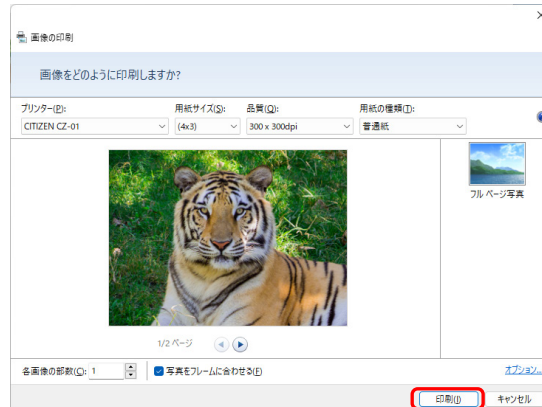 画像の印刷
画像をどのように印刷しますか?
プリンター(P): 用紙サイズ(S): 品質(Q): 用紙の種類(T):
CITIZEN CZ-01 (4x3) 300 x 300dpi 普通紙
フル ページ写真
1/2 ページ
各画像の部数(C): 1 写真をフレームに合わせる(F) オプション...
印刷(I) キャンセル